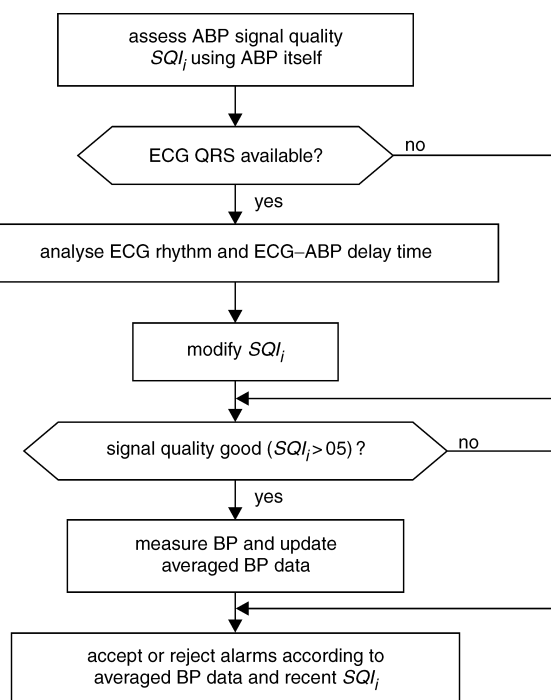 assess ABP signal quality
SQIi using ABP itself
ECG QRS available?
no
yes
analyse ECG rhythm and ECG–ABP delay time
modify SQIi
signal quality good (SQIi > 05) ?
no
yes
measure BP and update
averaged BP data
accept or reject alarms according to
averaged BP data and recent SQIi